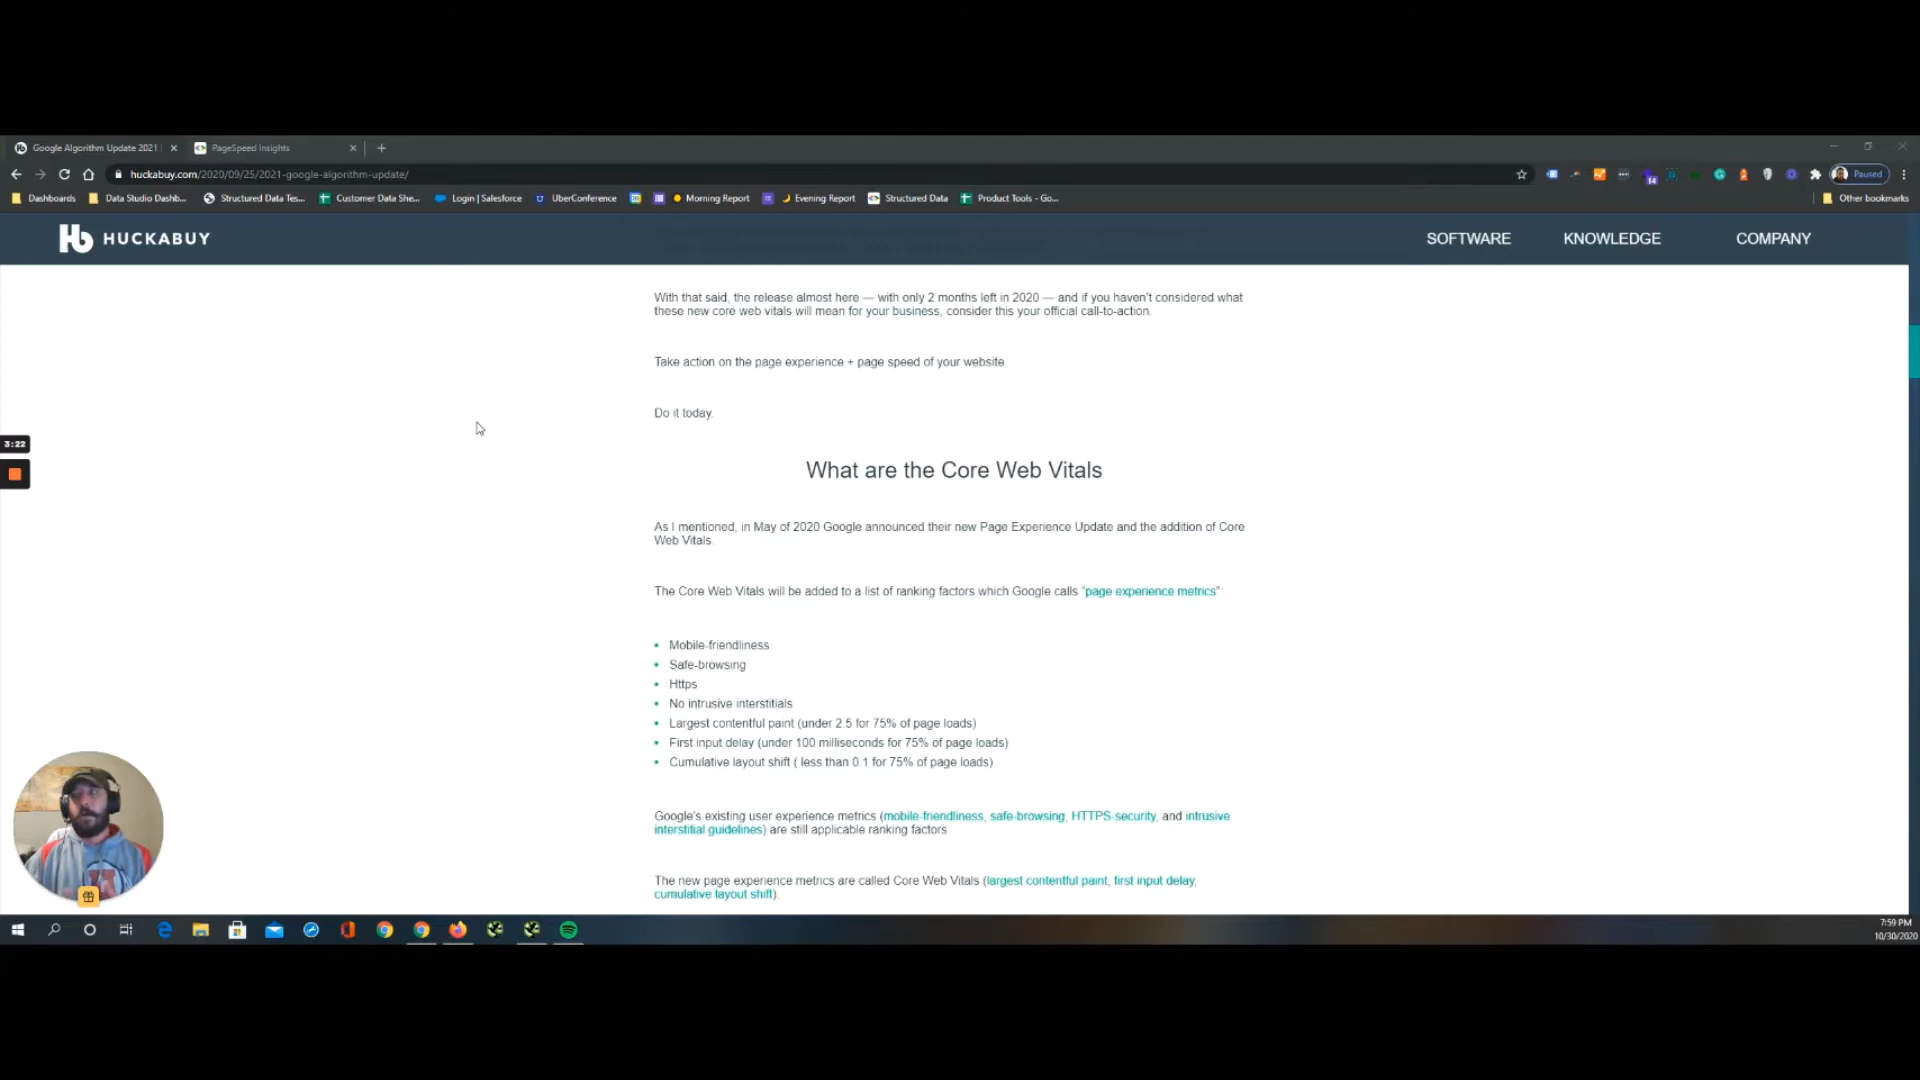 Google Algorithm Update 2021
PageSpeed Insights
huckabuy.com/2020/09/25/2021-google-algorithm-update/
14
Paused
Dashboards
Data Studio Dashb...
Structured Data Tes...
Customer Data She...
Login | Salesforce
UberConference
Morning Report
Evening Report
Structured Data
Product Tools - Go...
Other bookmarks
Hb HUCKABUY
SOFTWARE
KNOWLEDGE
COMPANY
With that said, the release almost here — with only 2 months left in 2020 — and if you haven't considered what
these new core web vitals will mean for your business, consider this your official call-to-action.
Take action on the page experience + page speed of your website
Do it today.
3:22
What are the Core Web Vitals
As I mentioned, in May of 2020 Google announced their new Page Experience Update and the addition of Core
Web Vitals.
The Core Web Vitals will be added to a list of ranking factors which Google calls "page experience metrics":
• Mobile-friendliness
• Safe-browsing
• Https
• No intrusive interstitials
• Largest contentful paint (under 2.5 for 75% of page loads)
• First input delay (under 100 milliseconds for 75% of page loads)
• Cumulative layout shift ( less than 0.1 for 75% of page loads)
Google's existing user experience metrics (mobile-friendliness, safe-browsing, HTTPS-security, and intrusive
interstitial guidelines) are still applicable ranking factors
The new page experience metrics are called Core Web Vitals (largest contentful paint, first input delay,
cumulative layout shift).
7:59 PM
10/30/2020